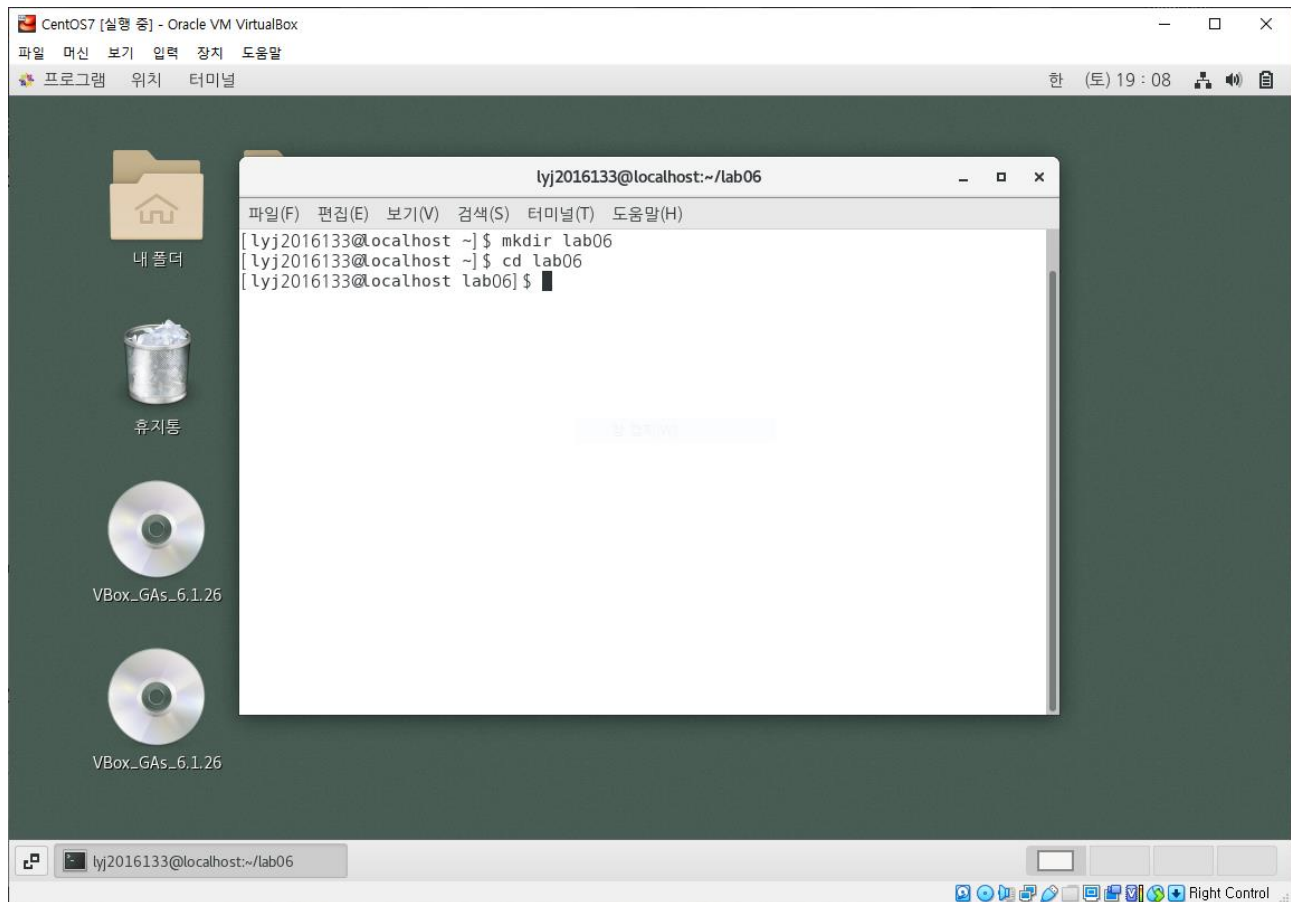 CentOS7 [실행 중] - Oracle VM VirtualBox
파일 머신 보기 입력 장치 도움말
프로그램 위치 터미널 한 (토) 19 : 08
lyj2016133@localhost:~/lab06
파일(F) 편집(E) 보기(V) 검색(S) 터미널(T) 도움말(H)
[lyj2016133@localhost ~]$ mkdir lab06
[lyj2016133@localhost ~]$ cd lab06
[lyj2016133@localhost lab06]$
내 폴더
휴지통
VBox_GAs_6.1.26
VBox_GAs_6.1.26
lyj2016133@localhost:~/lab06
Right Control